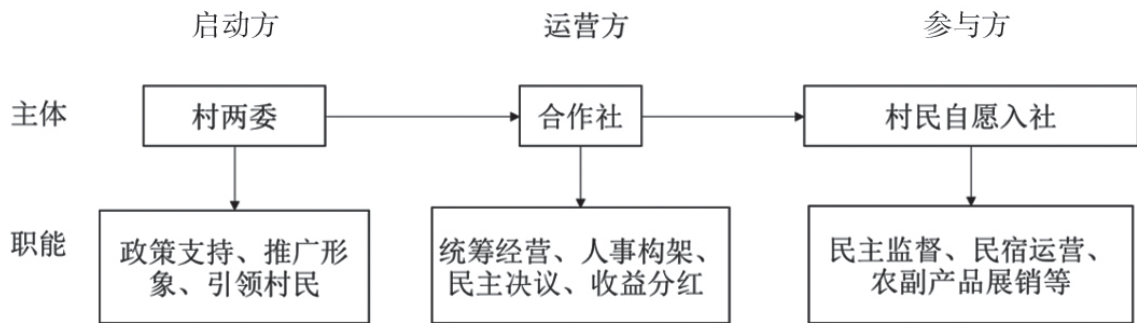 启动方 运营方 参与方
主体 村两委 合作社 村民自愿入社
职能
政策支持、推广形
象、引领村民
统筹经营、人事构架、
民主决议、收益分红
民主监督、民宿运营、
农副产品展销等